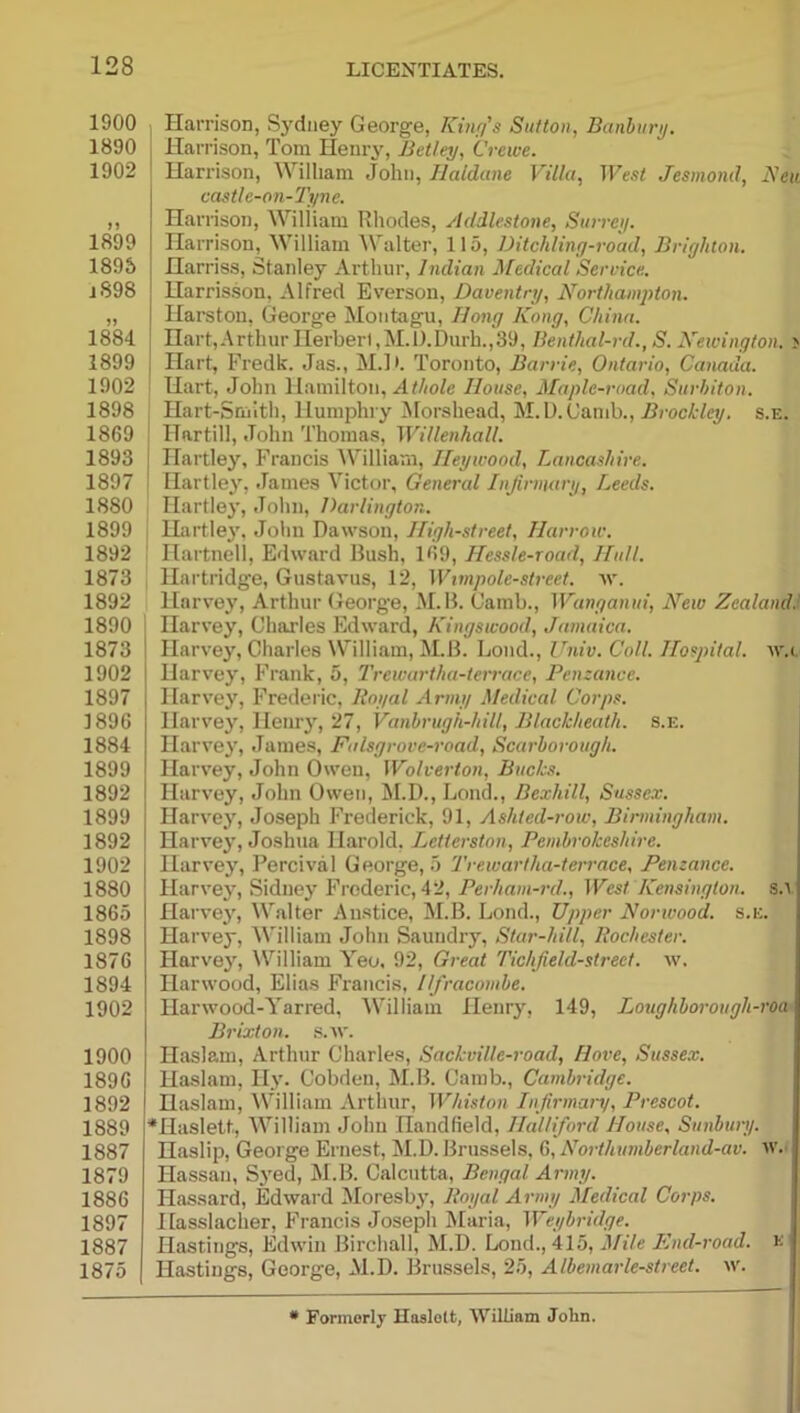 128 LICENTIATES.
1900 Harrison, Sydney George, King's Sutton, Banbury.
1890 Harrison, Tom Henry, Betley, Crewe.
1902 Harrison, William John, Haldane Villa, West Jesmond, Neu
castle-on-Tyne.
„ Harrison, William Rhodes, Addlestone, Surrey.
1899 Harrison, William Walter, 115, Ditchling-road, Brighton.
1895 Harriss, Stanley Arthur, Indian Medical Service.
1898 Harrisson, Alfred Everson, Daventry, Northampton.
„ Harston, George Montagu, Hong Kong, China.
1884 Hart, Arthur Herbert, M.D.Durh., 39, Benthal-rd., S. Newington.
1899 Hart, Fredk. Jas., M.D. Toronto, Barrie, Ontario, Canada.
1902 Hart, John Hamilton, Athole House, Maple-road, Surbiton.
1898 Hart-Smith, Humphry Morshead, M.D.Camb., Brockley. S.E.
1869 Hartill, John Thomas, Willenhall.
1893 Hartley, Francis William, Heywood, Lancashire.
1897 Hartley, James Victor, General Infirmary, Leeds.
1880 Hartley, John, Darlington.
1899 Hartley, John Dawson, High-street, Harrow.
1892 Hartnell, Edward Bush, 169, Hessle-road, Hull.
1873 Hartridge, Gustavus, 12, Wimpole-street. W.
1892 Harvey, Arthur George, M.B. Camb., Wanganui, New Zealand.
1890 Harvey, Charles Edward, Kingswood, Jamaica.
1873 Harvey, Charles William, M.B. Lond., Univ. Coll. Hospital. W.C
1902 Harvey, Frank, 5, Trewartha-terrace, Penzance.
1897 Harvey, Frederic, Royal Army Medical Corps.
1896 Harvey, Henry, 27, Vanbrugh-hill, Blackheath. S.E.
1884 Harvey, James, Falsgrove-road, Scarborough.
1899 Harvey, John Owen, Wolverton, Bucks.
1892 Harvey, John Owen, M.D., Lond., Bexhill, Sussex.
1899 Harvey, Joseph Frederick, 91, Ashted-row, Birmingham.
1892 Harvey, Joshua Harold, Letterston, Pembrokeshire.
1902 Harvey, Percival George, 5 Trewartha-terrace, Penzance.
1880 Harvey, Sidney Frederic, 42, Perham-rd., West Kensington. S.
1865 Harvey, Walter Anstice, M.B. Lond., Upper Norwood. S.E.
1898 Harvey, William John Saundry, Star-hill, Rochester.
1876 Harvey, William Yeo, 92, Great Tichfield-street. W.
1894 Harwood, Elias Francis, Ilfracombe.
1902 Harwood-Yarred, William Henry, 149, Loughborough-roa
Brixton. S.W.
1900 Haslam, Arthur Charles, Sackville-road, Hove, Sussex.
1896 Haslam, Hy. Cobden, M.B. Camb., Cambridge.
1892 Haslam, William Arthur, Whiston Infirmary, Prescot.
1889 *Haslett, William John Handfield, Halliford House, Sunbury.
1887 Haslip, George Ernest, M.D. Brussels, 6, Northumberland-av. W.
1879 Hassan, Syed, M.B. Calcutta, Bengal Army.
1886 Hassard, Edward Moresby, Royal Army Medical Corps.
1897 Hasslacher, Francis Joseph Maria, Weybridge.
1887 Hastings, Edwin Birchall, M.D. Lond., 415, Mile End-road. E
1875 Hastings, George, M.D. Brussels, 25, Albemarle-street. W.
* Formerly Haslott, William John.